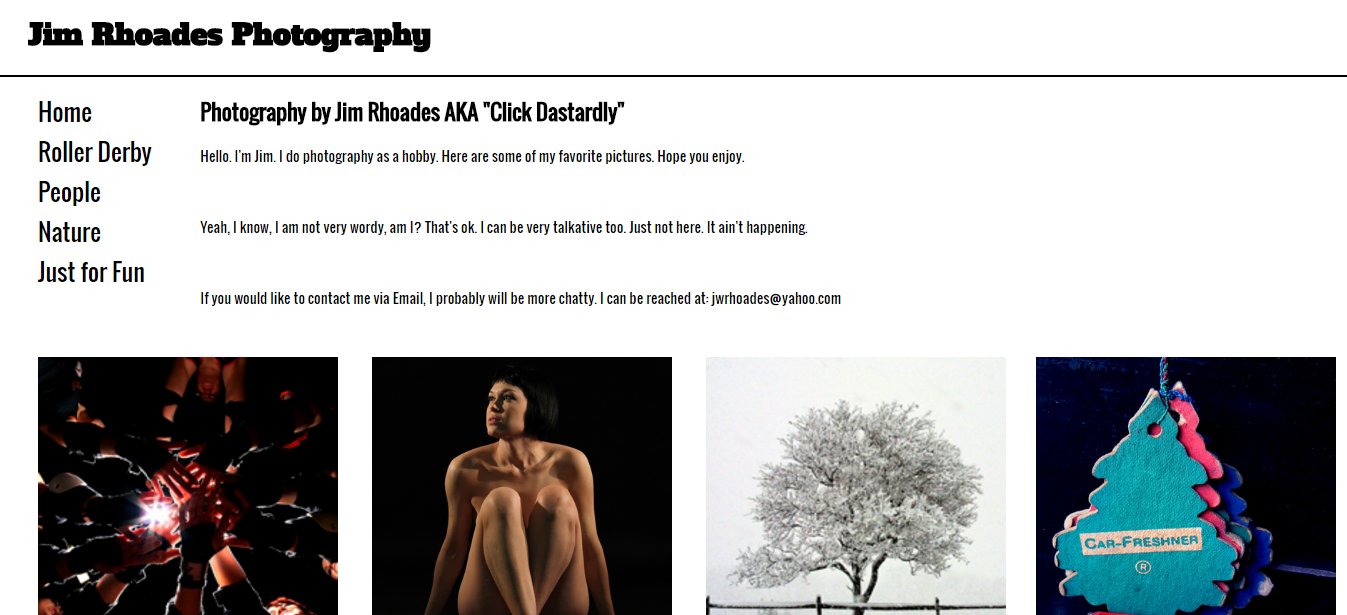 Jim Rhoades Photography
Home
Roller Derby
People
Nature
Just for Fun
Photography by Jim Rhoades AKA "Click Dastardly"
Hello. I'm Jim. I do photography as a hobby. Here are some of my favorite pictures. Hope you enjoy.
Yeah, I know, I am not very wordy, am I? That's ok. I can be very talkative too. Just not here. It ain't happening.
If you would like to contact me via Email, I probably will be more chatty. I can be reached at: jwrhoades@yahoo.com
CAR-FRESHNER
®